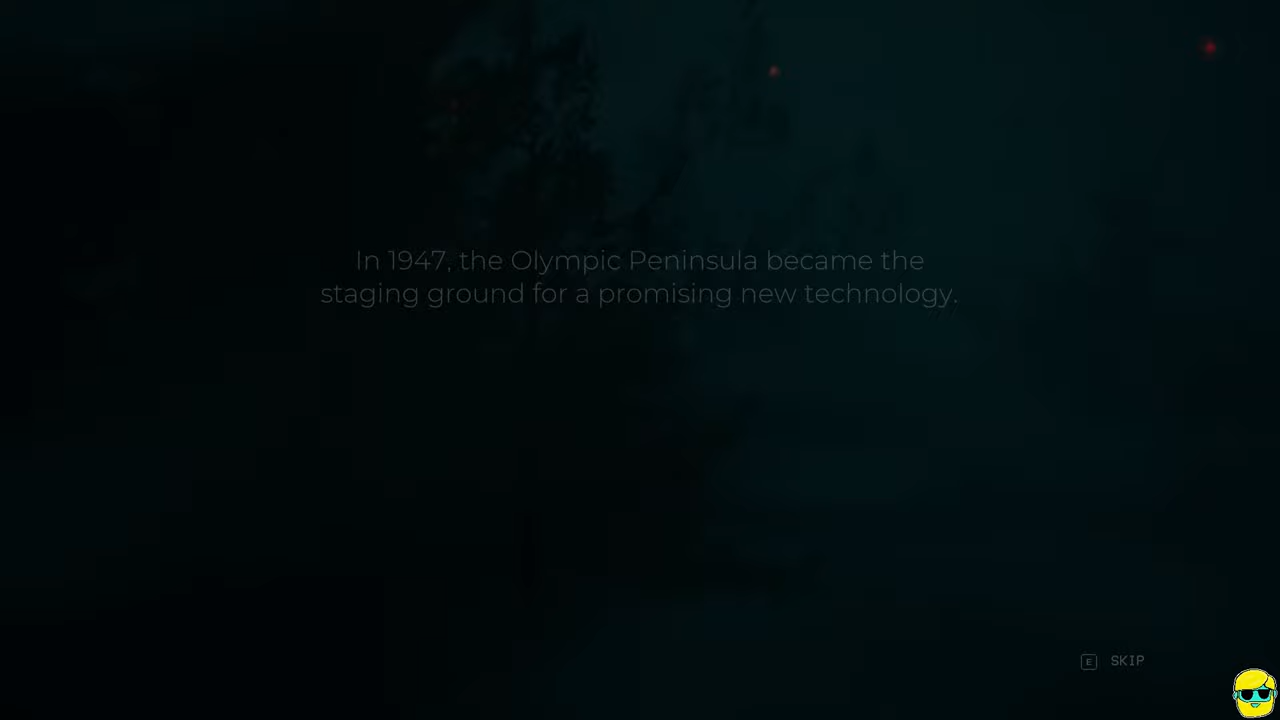 In 1947, the Olympic Peninsula became the
staging ground for a promising new technology.
E SKIP